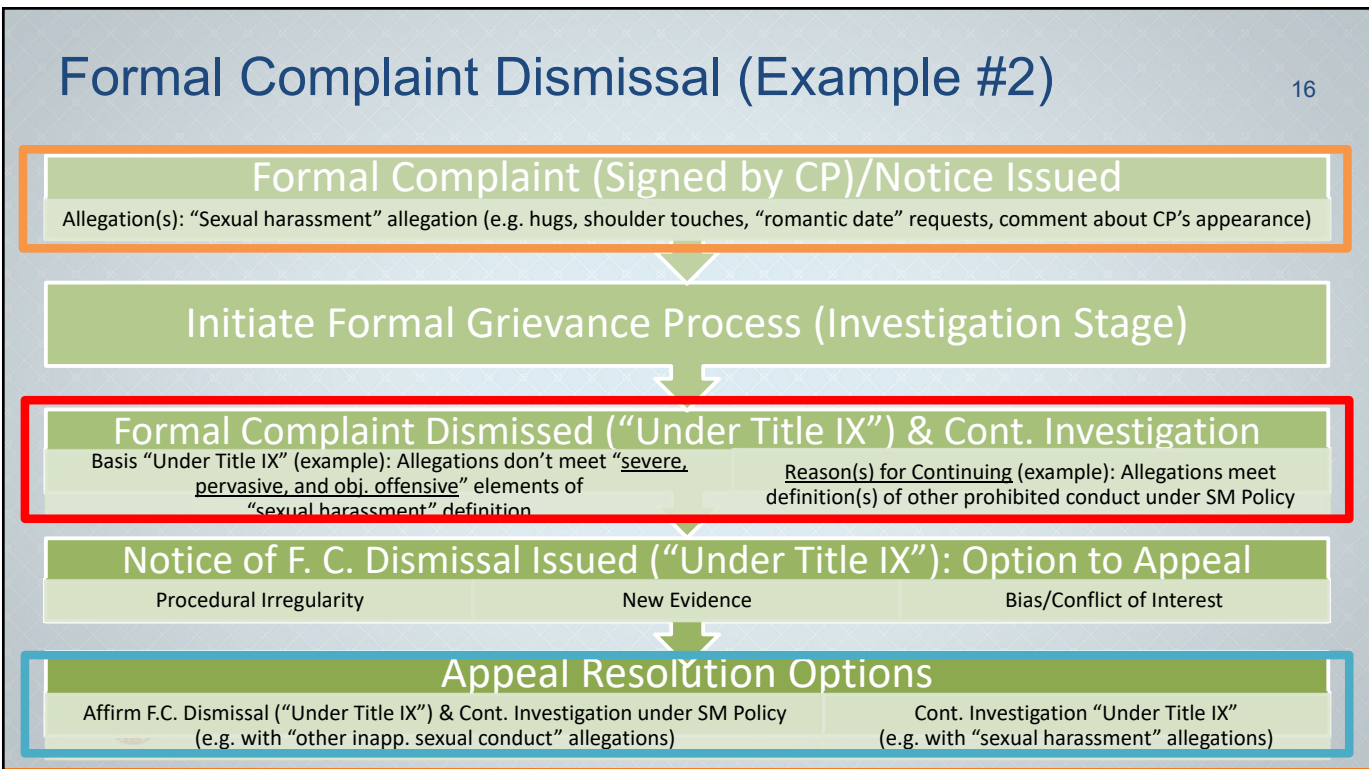 Formal Complaint Dismissal (Example #2)
16
Formal Complaint (Signed by CP)/Notice Issued
Allegation(s): “Sexual harassment” allegation (e.g. hugs, shoulder touches, “romantic date” requests, comment about CP’s appearance)
Initiate Formal Grievance Process (Investigation Stage)
Formal Complaint Dismissed (“Under Title IX”) & Cont. Investigation
Basis “Under Title IX” (example): Allegations don’t meet “severe,
pervasive, and obj. offensive” elements of
“sexual harassment” definition
Reason(s) for Continuing (example): Allegations meet
definition(s) of other prohibited conduct under SM Policy
Notice of F. C. Dismissal Issued (“Under Title IX”): Option to Appeal
Procedural Irregularity
New Evidence
Bias/Conflict of Interest
Appeal Resolution Options
Affirm F.C. Dismissal (“Under Title IX”) & Cont. Investigation under SM Policy
(e.g. with “other inapp. sexual conduct” allegations)
Cont. Investigation “Under Title IX”
(e.g. with “sexual harassment” allegations)